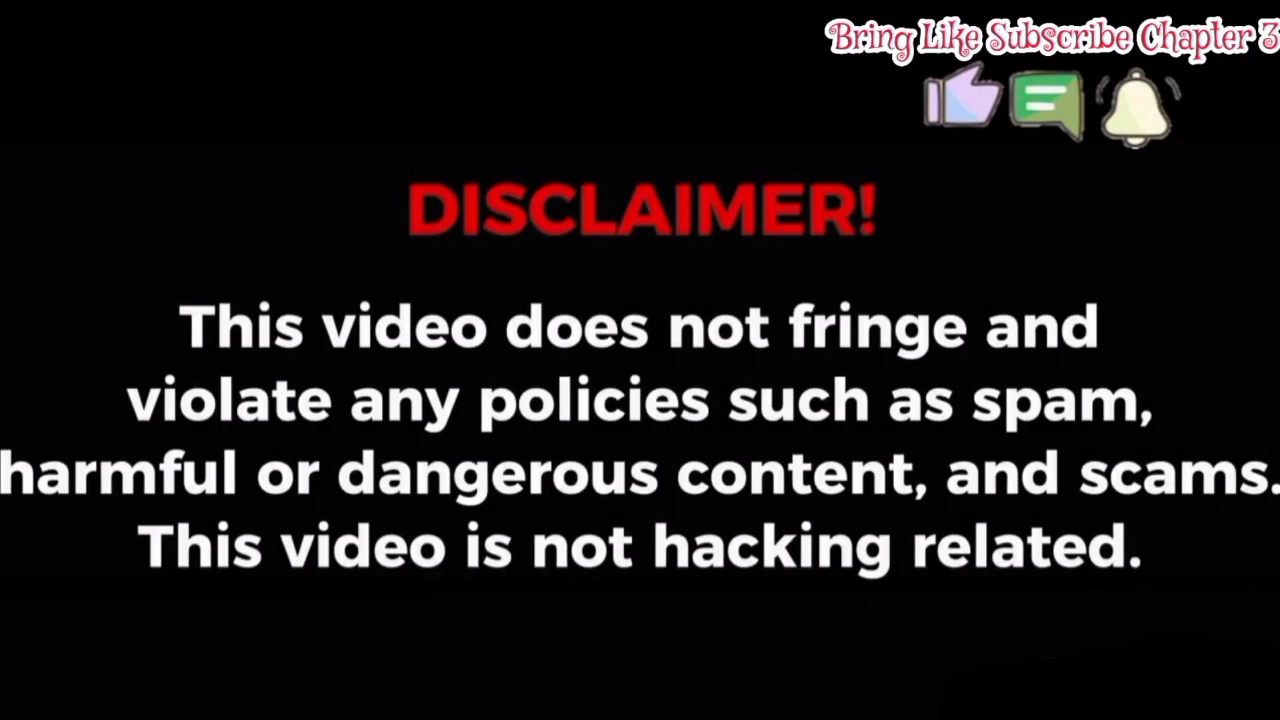 Bring Like Subscribe Chapter 3
DISCLAIMER!
This video does not fringe and
violate any policies such as spam,
harmful or dangerous content, and scams.
This video is not hacking related.